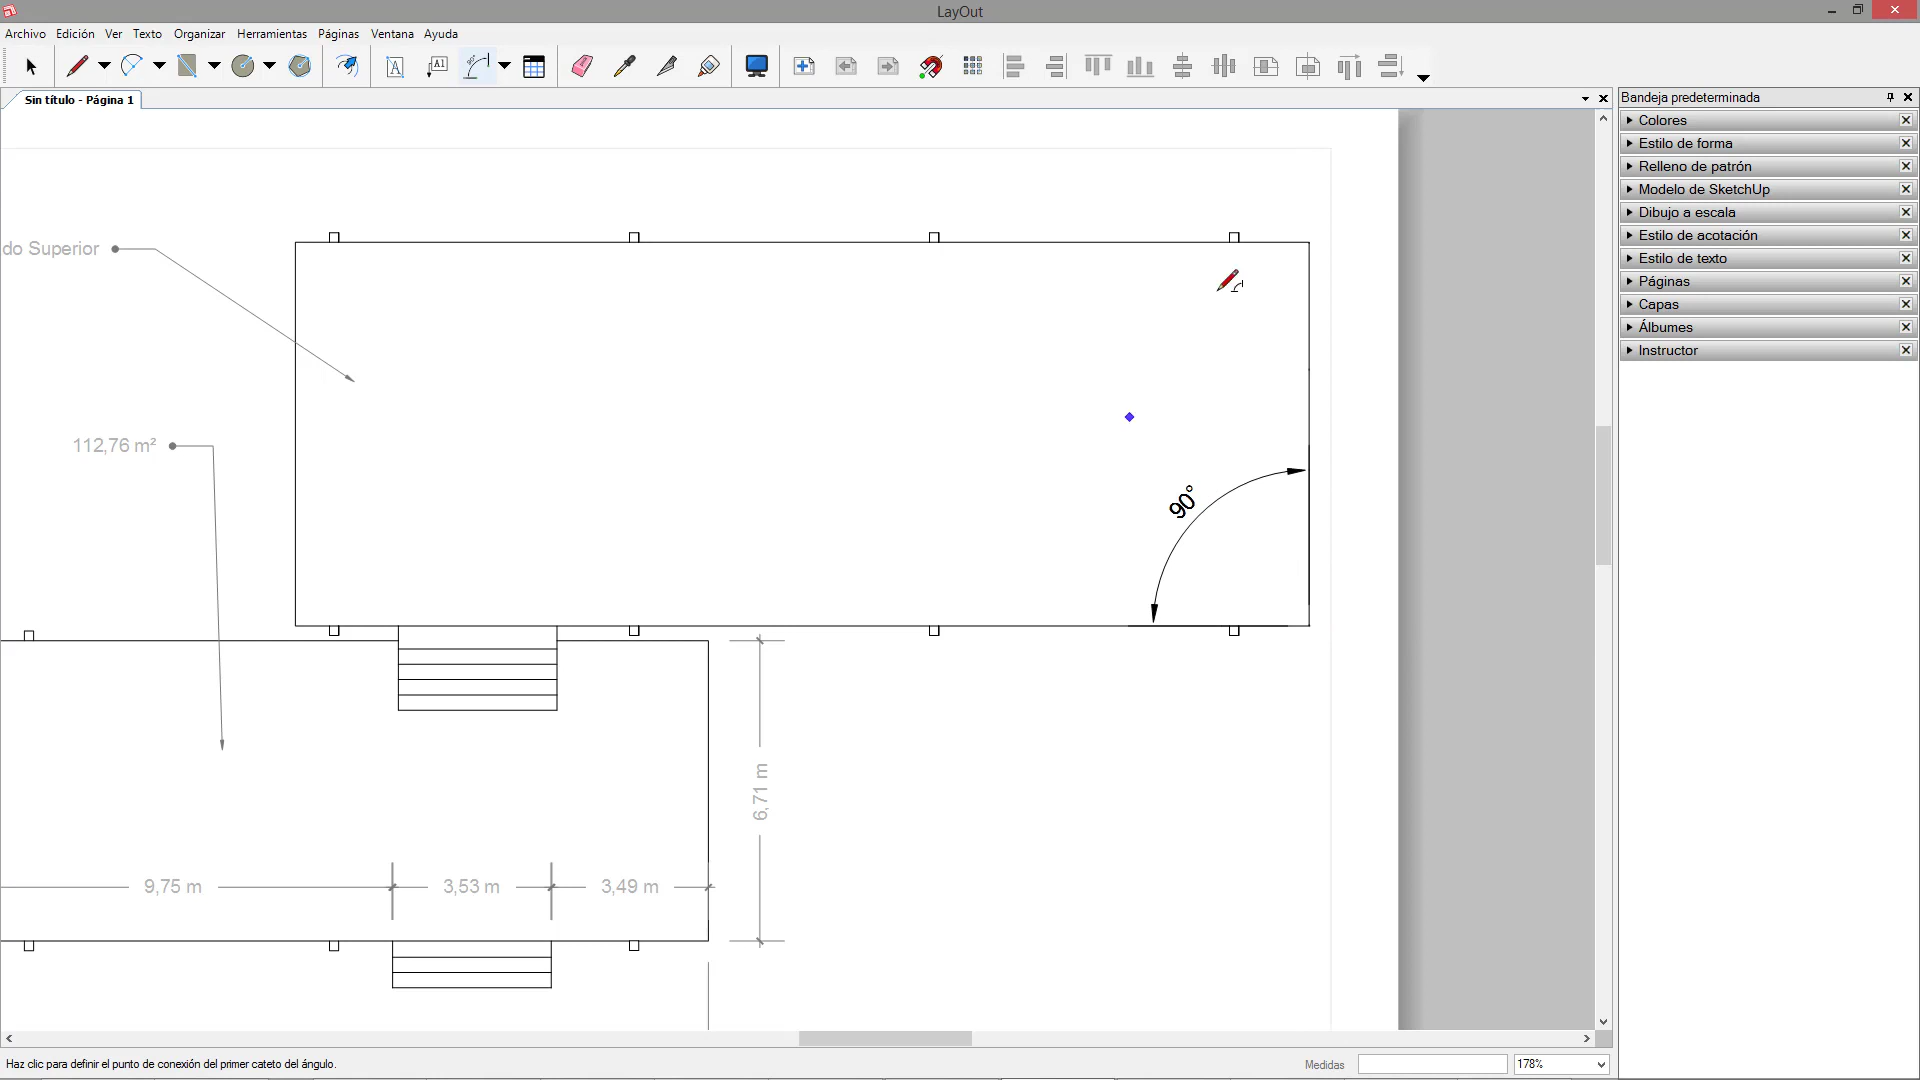 LayOut
Archivo Edición Ver Texto Organizar Herramientas Páginas Ventana Ayuda
A A1
Sin título - Página 1
Bandeja predeterminada
Colores
Estilo de forma
Relleno de patrón
Modelo de SketchUp
Dibujo a escala
Estilo de acotación
Estilo de texto
Páginas
Capas
Álbumes
Instructor
do Superior
112,76 m²
90°
6,71 m
9,75 m 3,53 m 3,49 m
Haz clic para definir el punto de conexión del primer cateto del ángulo.
Medidas 178%